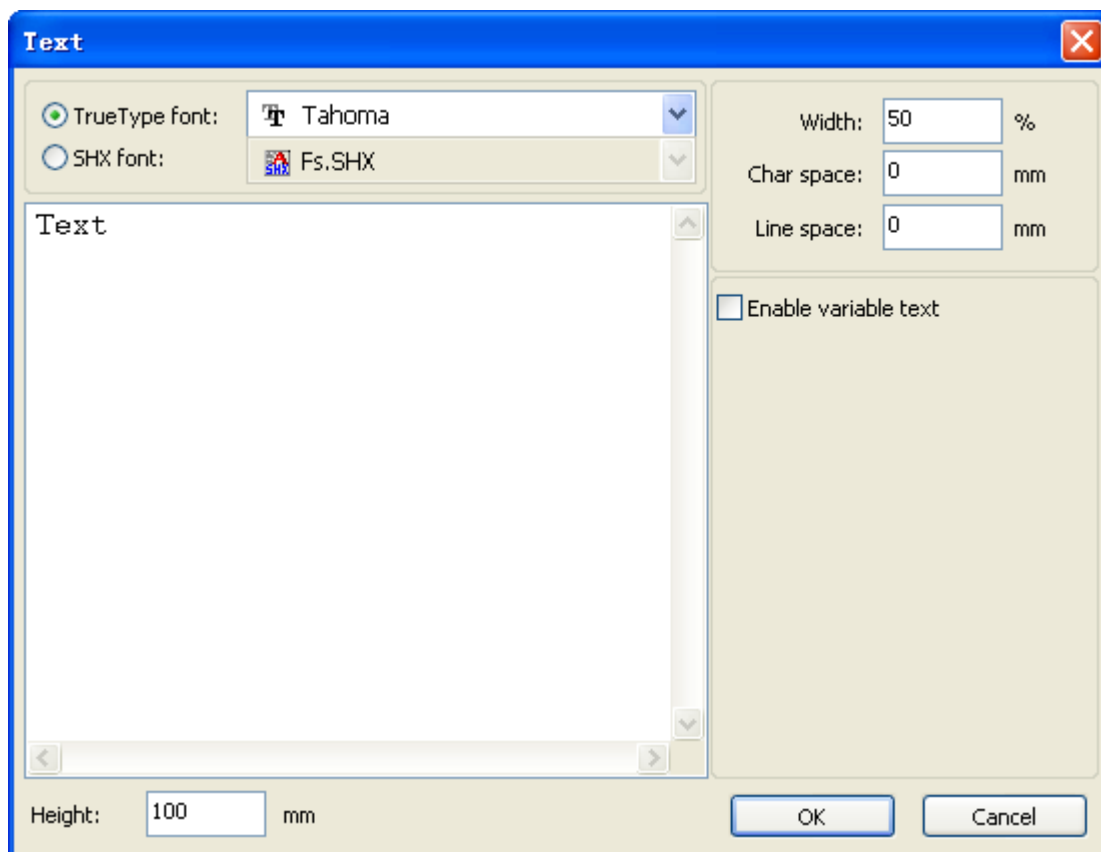 Text
TrueType font: Tahoma
SHX font: Fs.SHX
Width: 50 %
Char space: 0 mm
Line space: 0 mm
Text
Enable variable text
Height: 100 mm
OK Cancel